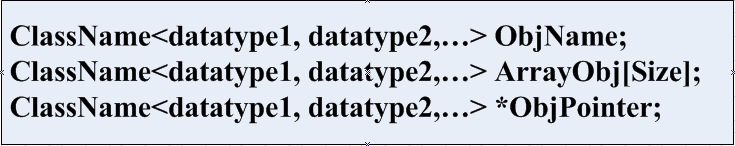 ClassName<datatype1, datatype2,…> ObjName;
ClassName<datatype1, datatype2,…> ArrayObj[Size];
ClassName<datatype1, datatype2,…> *ObjPointer;